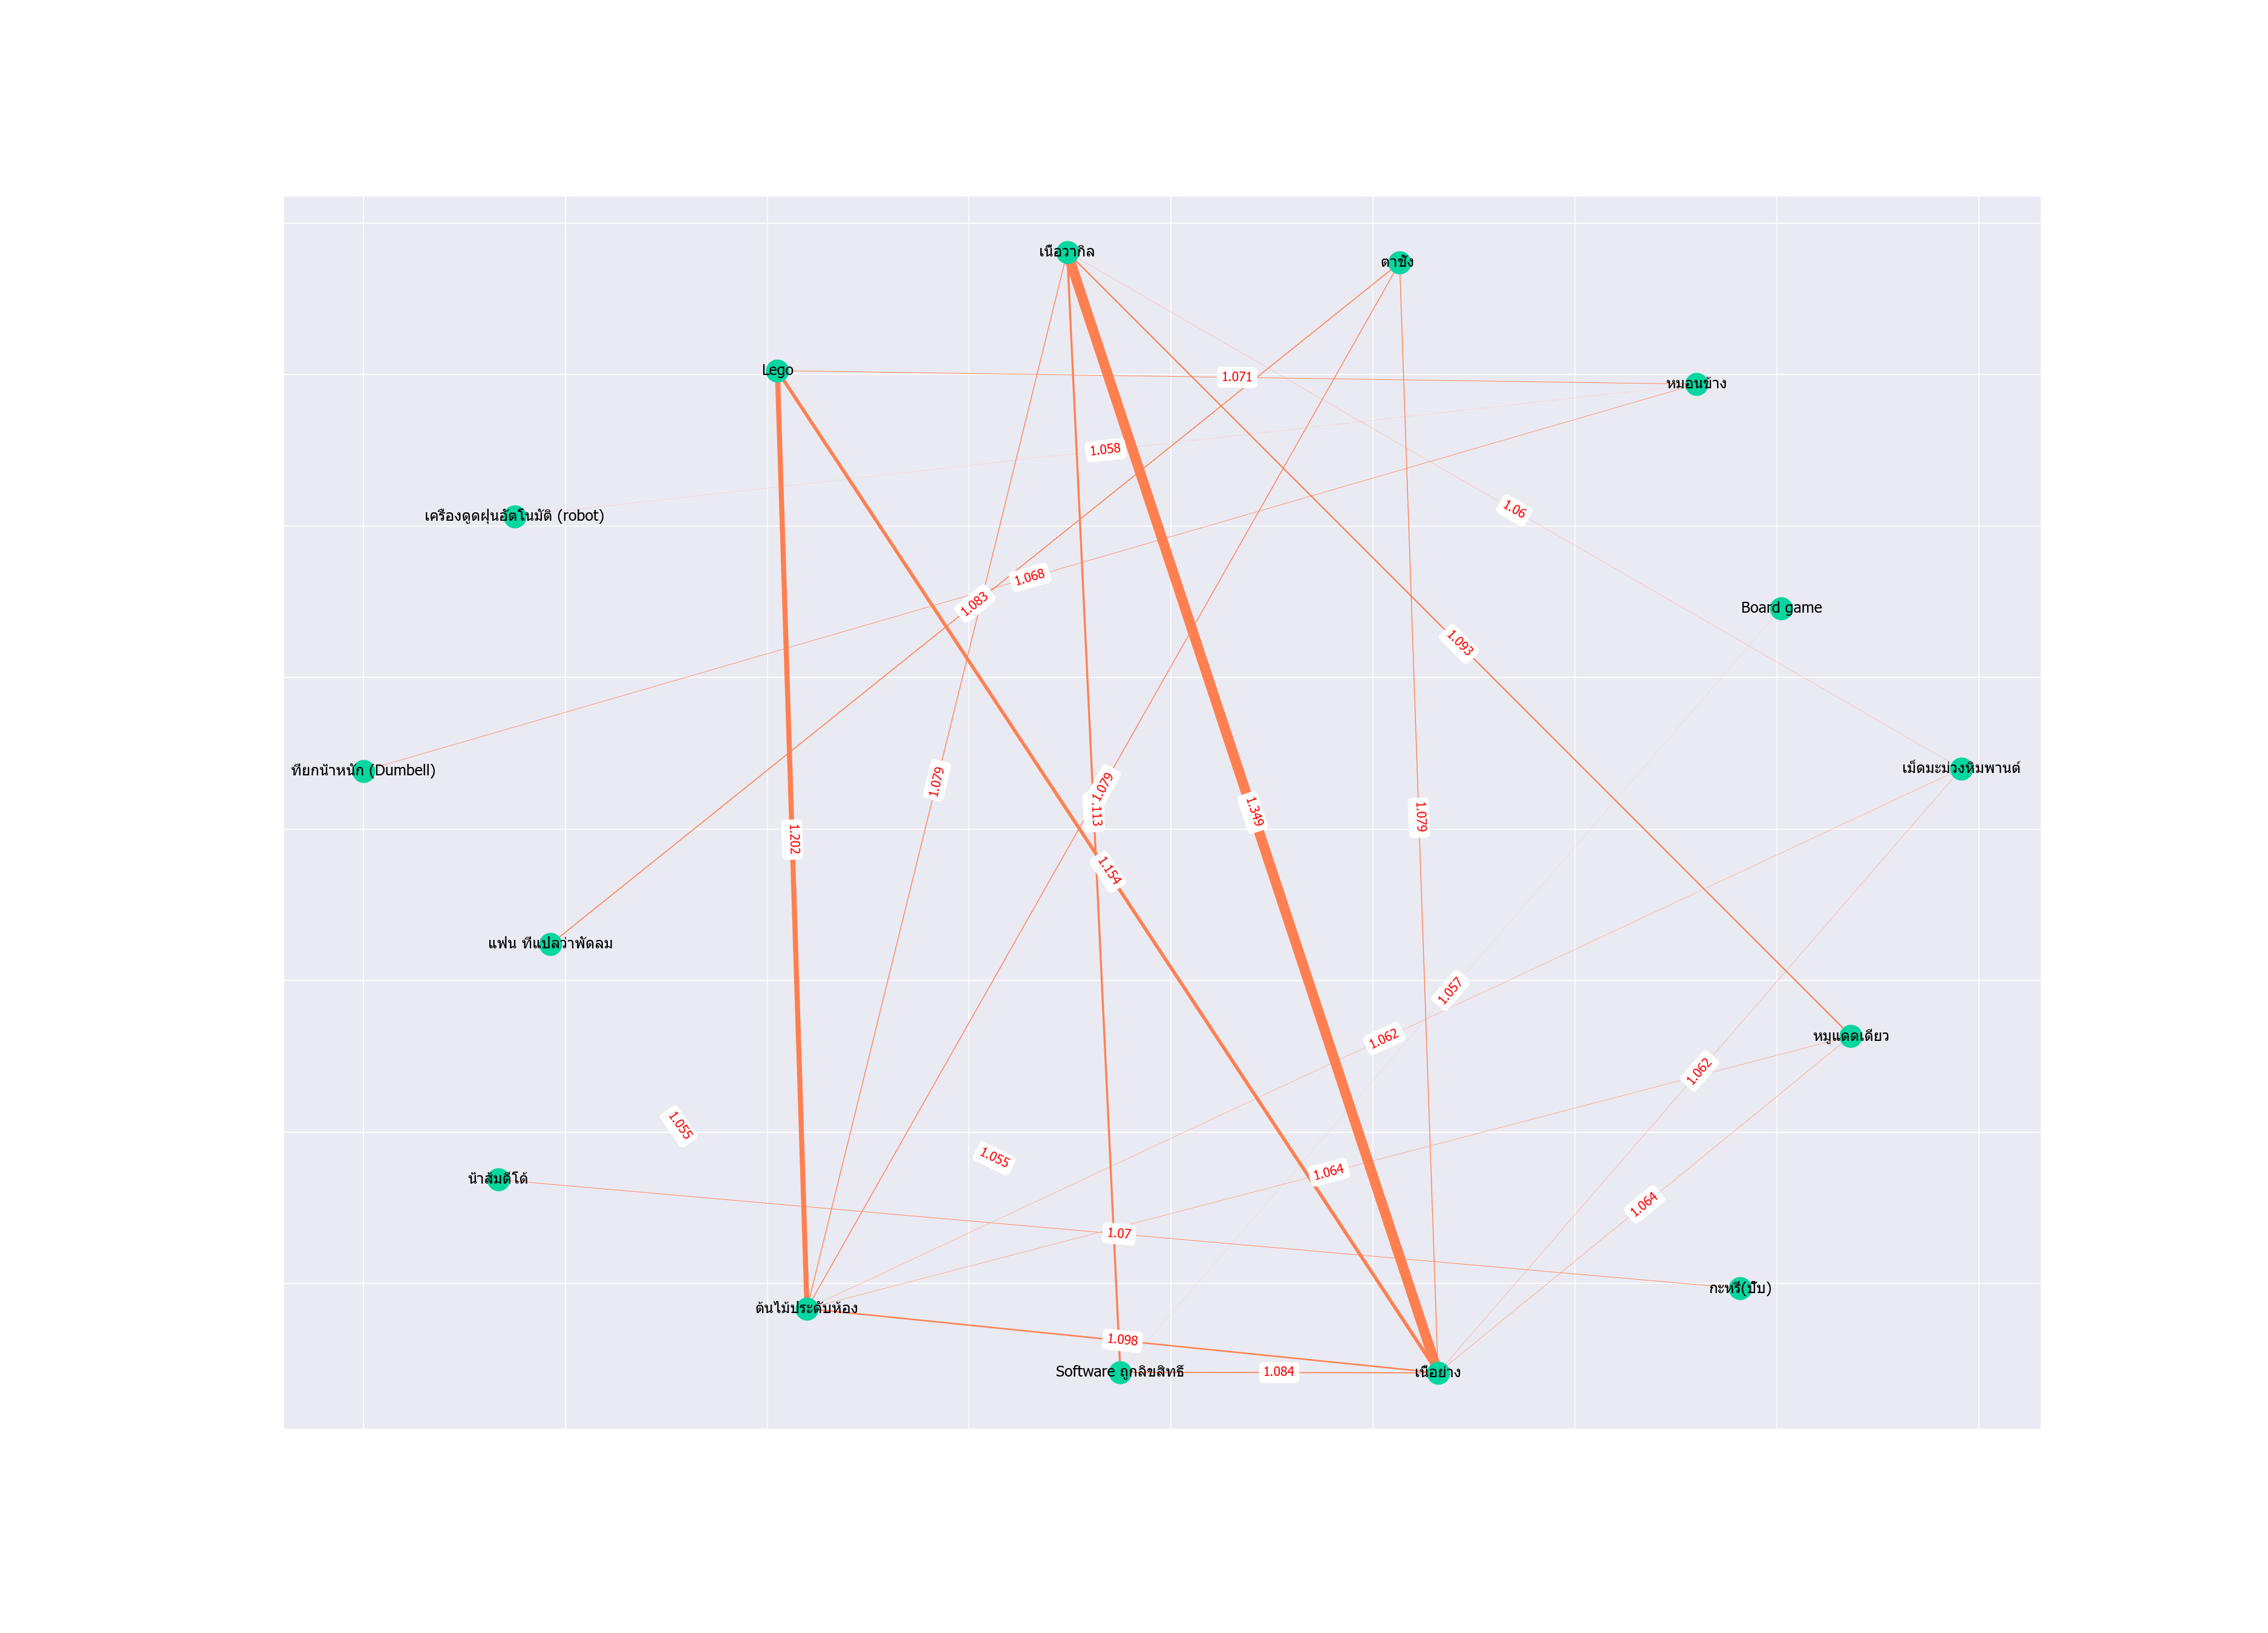 เนื้อวากิล
ตาชั่ง
Lego
1.071
หมอนข้าง
1.058
1.06
เครื่องดูดฝุ่นอัตโนมัติ (robot)
1.068
1.083
Board game
1.093
ที่ยกน้ำหนัก (Dumbell)
เม็ดมะม่วงหิมพานต์
1.079
1.079
.113
1.349
1.079
1.202
1.154
แฟน ที่แปลว่าพัดลม
1.057
1.062
หมูแดดเดียว
1.062
1.055
1.055
1.064
น้ำส้มดีโด้
1.064
1.07
กะหรี่(ปั๊บ)
ต้นไม้ประดับห้อง
1.098
Software ถูกลิขสิทธิ์
1.084
เนื้อย่าง